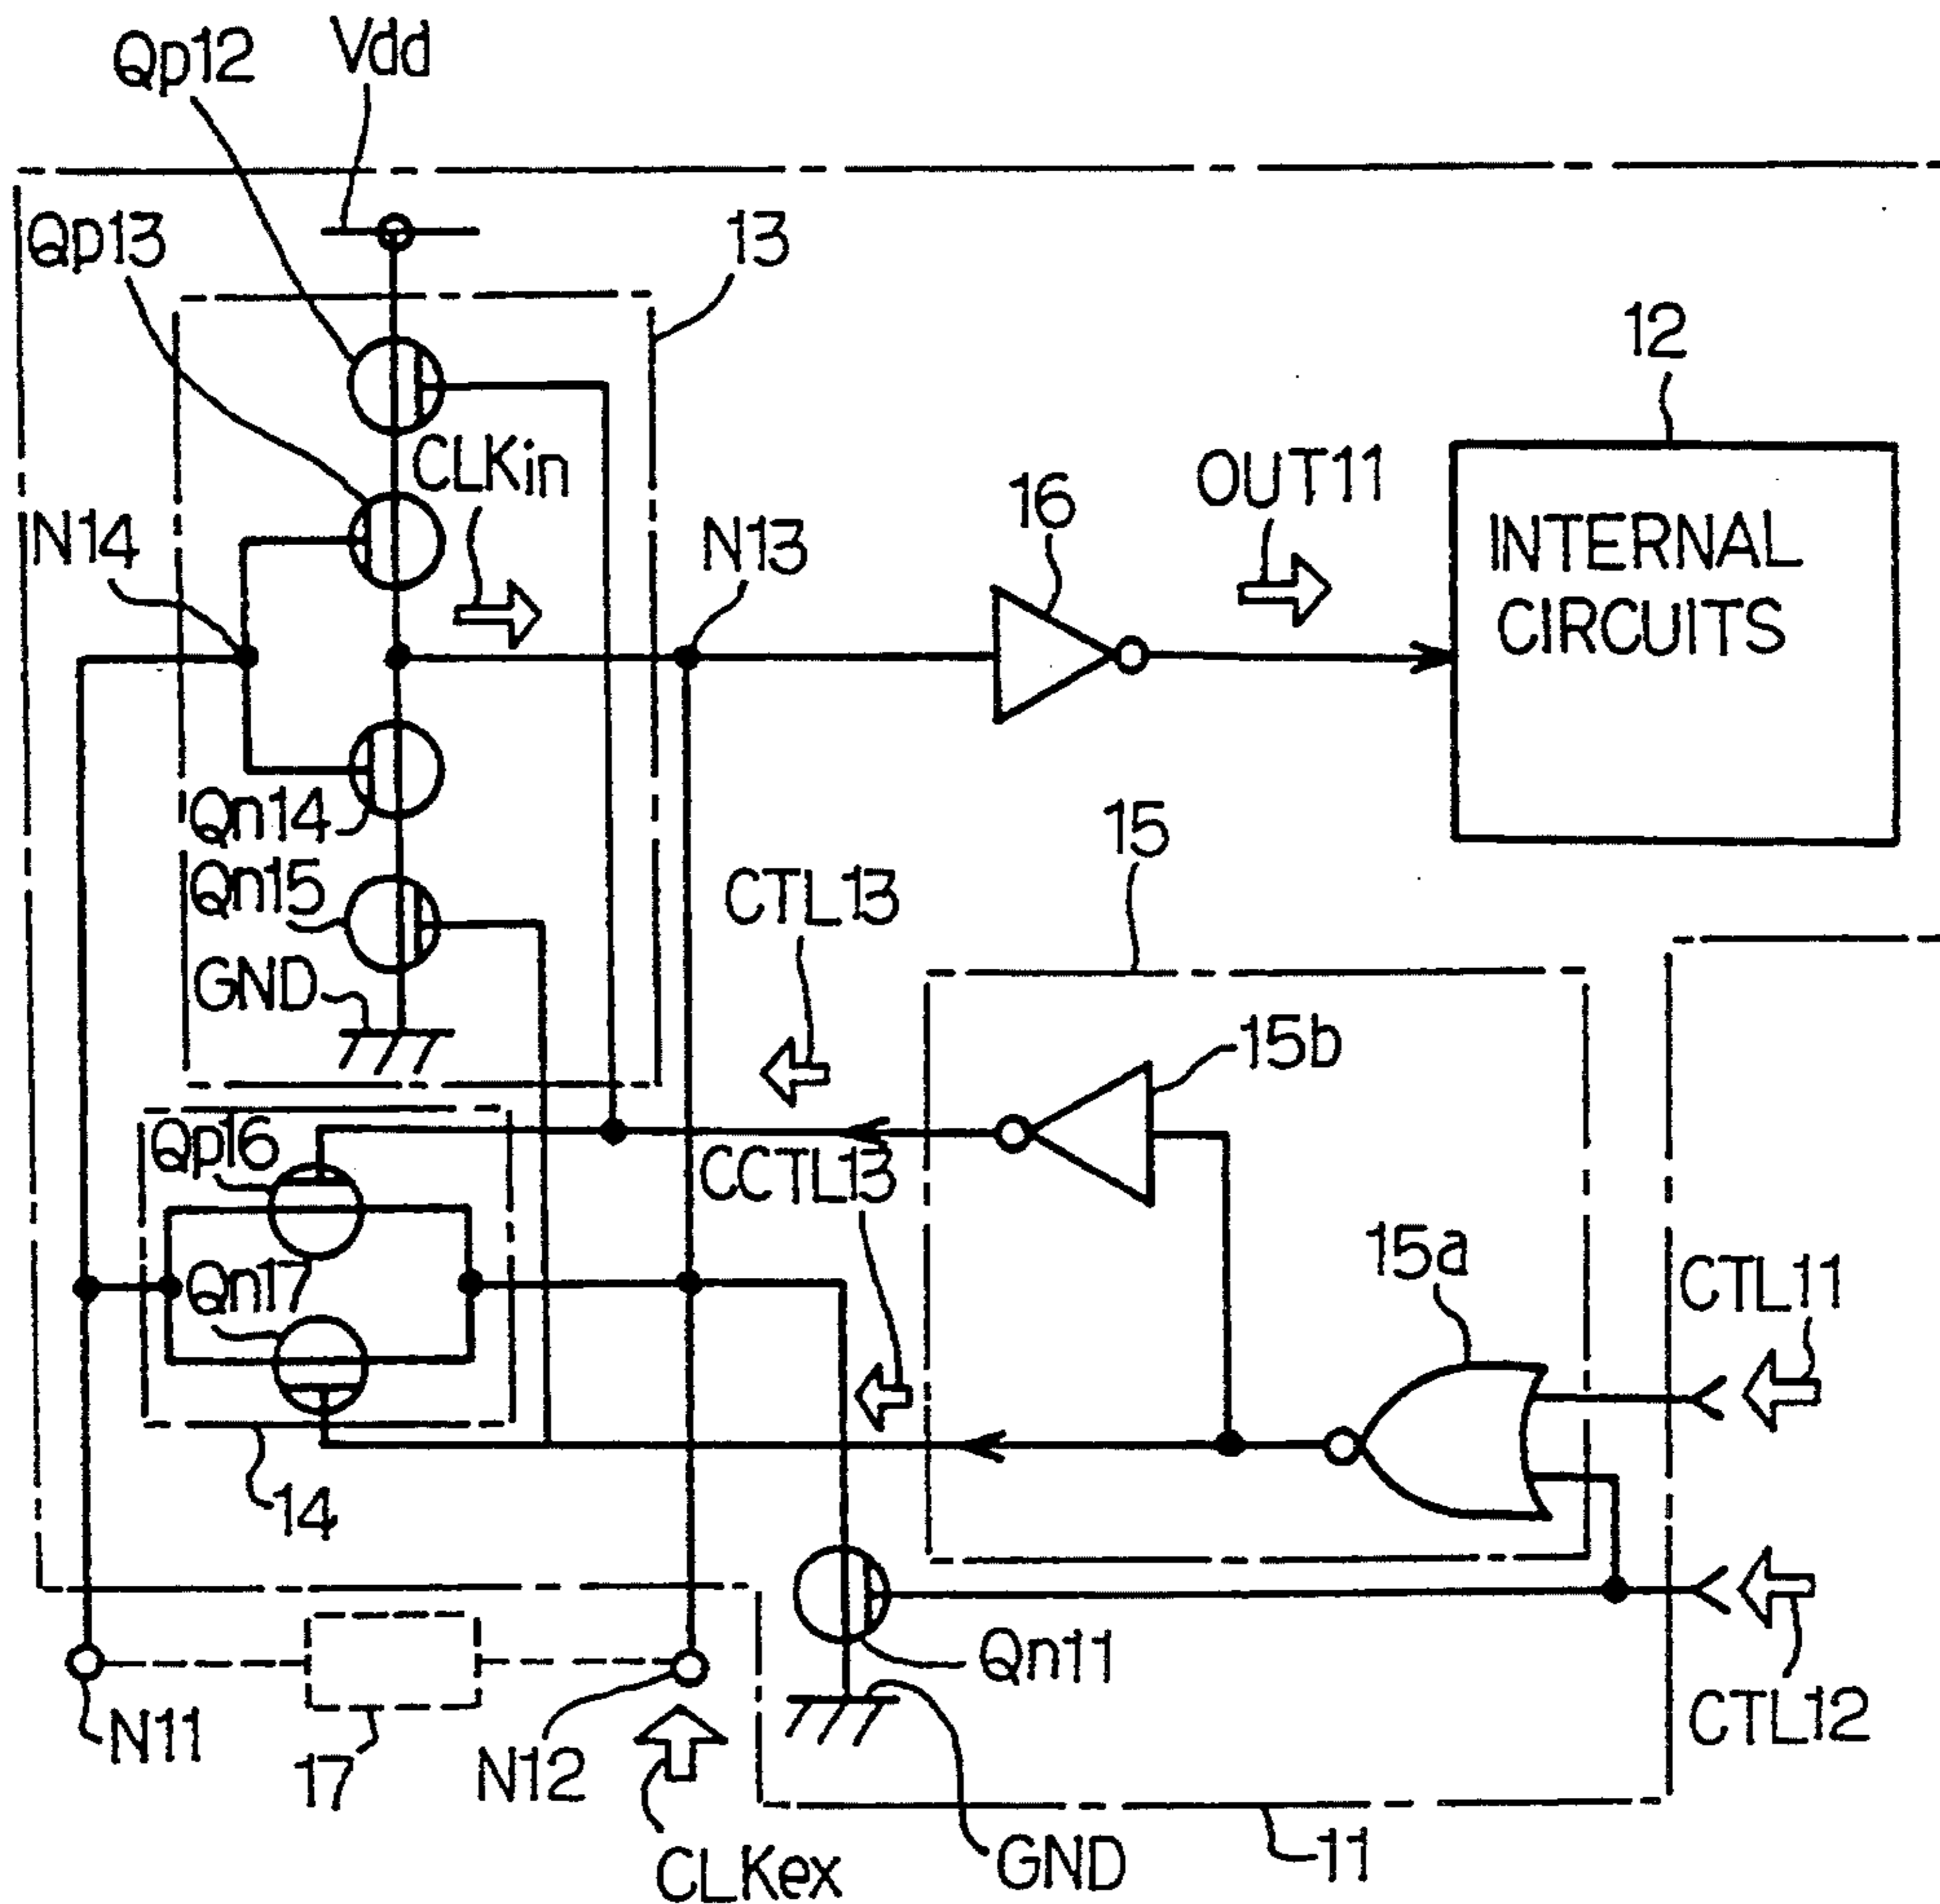 Qp12
Vdd
Qp13
13
12
CLKin
OUT11
16
N14
N13
INTERNAL
CIRCUITS
Qn14
15
Qn15
CTL13
GND
15b
Qp16
CCTL13
15a
Qn17
CTL11
14
Qn11
N11
17
N12
CTL12
CLKex
GND
11